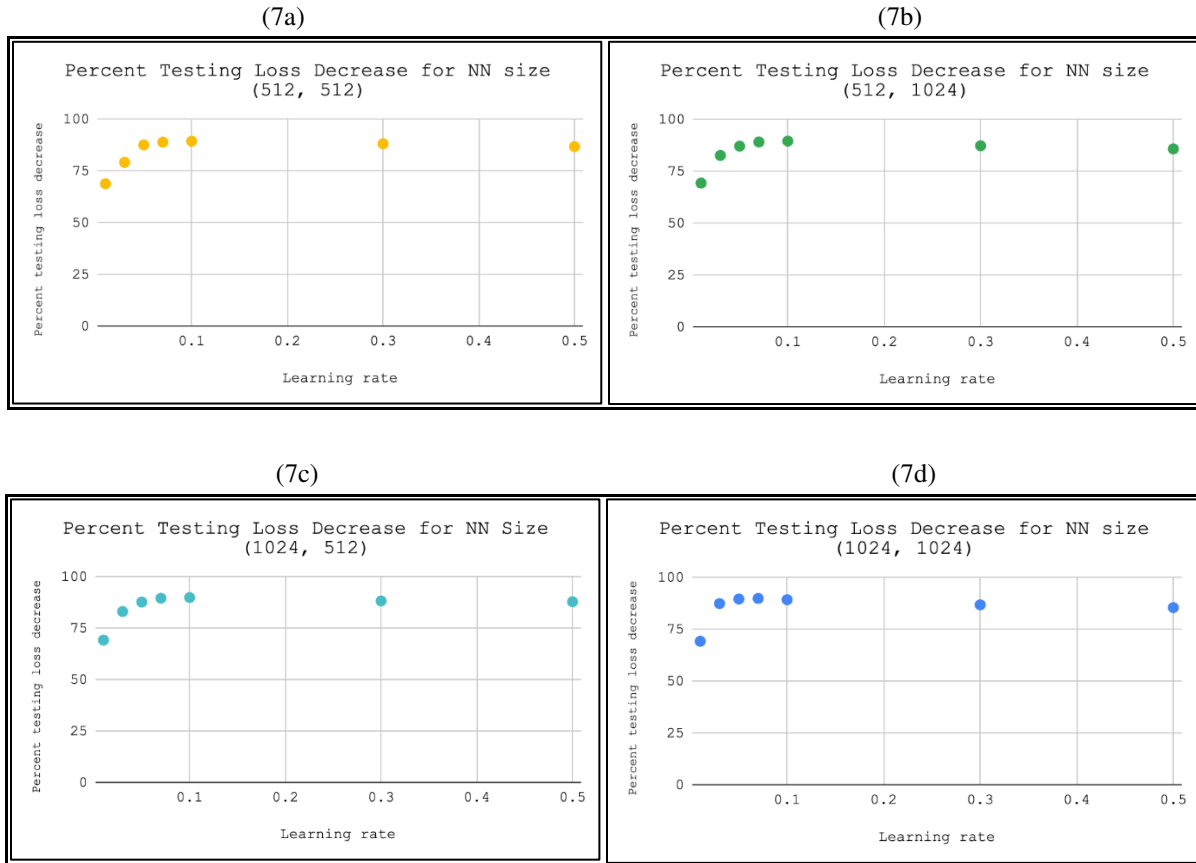 (7a)
(7b)
Percent Testing Loss Decrease for NN size
(512, 512)
Percent testing loss decrease
100
75
50
25
0
0.1 0.2 0.3 0.4 0.5
Learning rate
Percent Testing Loss Decrease for NN size
(512, 1024)
Percent testing loss decrease
100
75
50
25
0
0.1 0.2 0.3 0.4 0.5
Learning rate
(7c)
(7d)
Percent Testing Loss Decrease for NN Size
(1024, 512)
Percent testing loss decrease
100
75
50
25
0
0.1 0.2 0.3 0.4 0.5
Learning rate
Percent Testing Loss Decrease for NN size
(1024, 1024)
Percent testing loss decrease
100
75
50
25
0
0.1 0.2 0.3 0.4 0.5
Learning rate